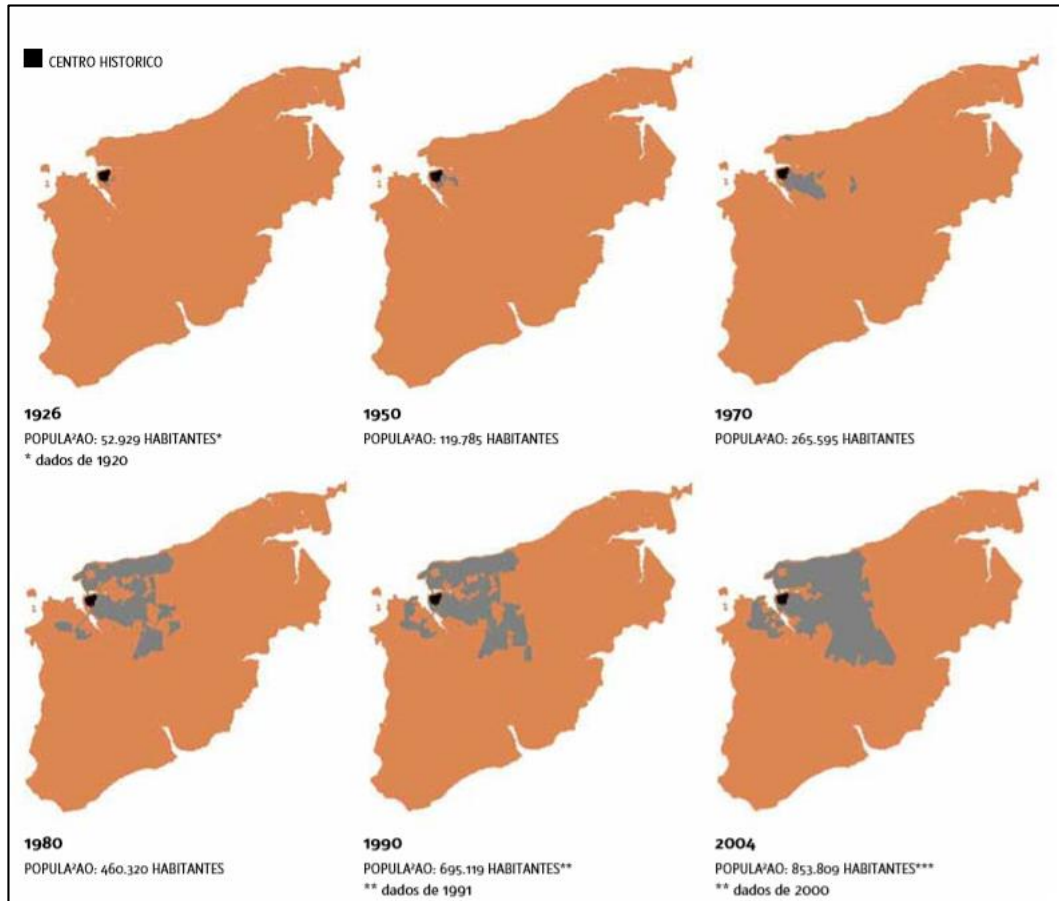 CENTRO HISTORICO
1926
POPULA²AO: 52.929 HABITANTES*
* dados de 1920
1950
POPULA²AO: 119.785 HABITANTES
1970
POPULA²AO: 265.595 HABITANTES
1980
POPULA²AO: 460.320 HABITANTES
1990
POPULA²AO: 695.119 HABITANTES**
** dados de 1991
2004
POPULA²AO: 853.809 HABITANTES***
** dados de 2000